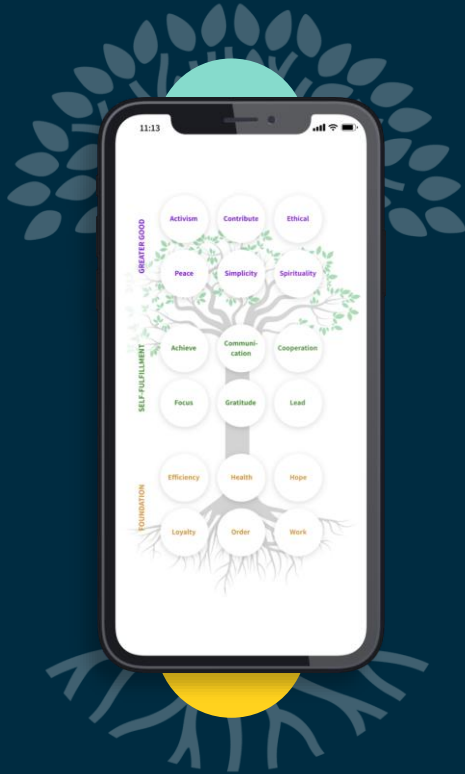 11:13
GREATER GOOD
Activism
Contribute
Ethical
Peace
Simplicity
Spirituality
SELF-FULFILLMENT
Achieve
Communi-
cation
Cooperation
Focus
Gratitude
Lead
FOUNDATION
Efficiency
Health
Hope
Loyalty
Order
Work